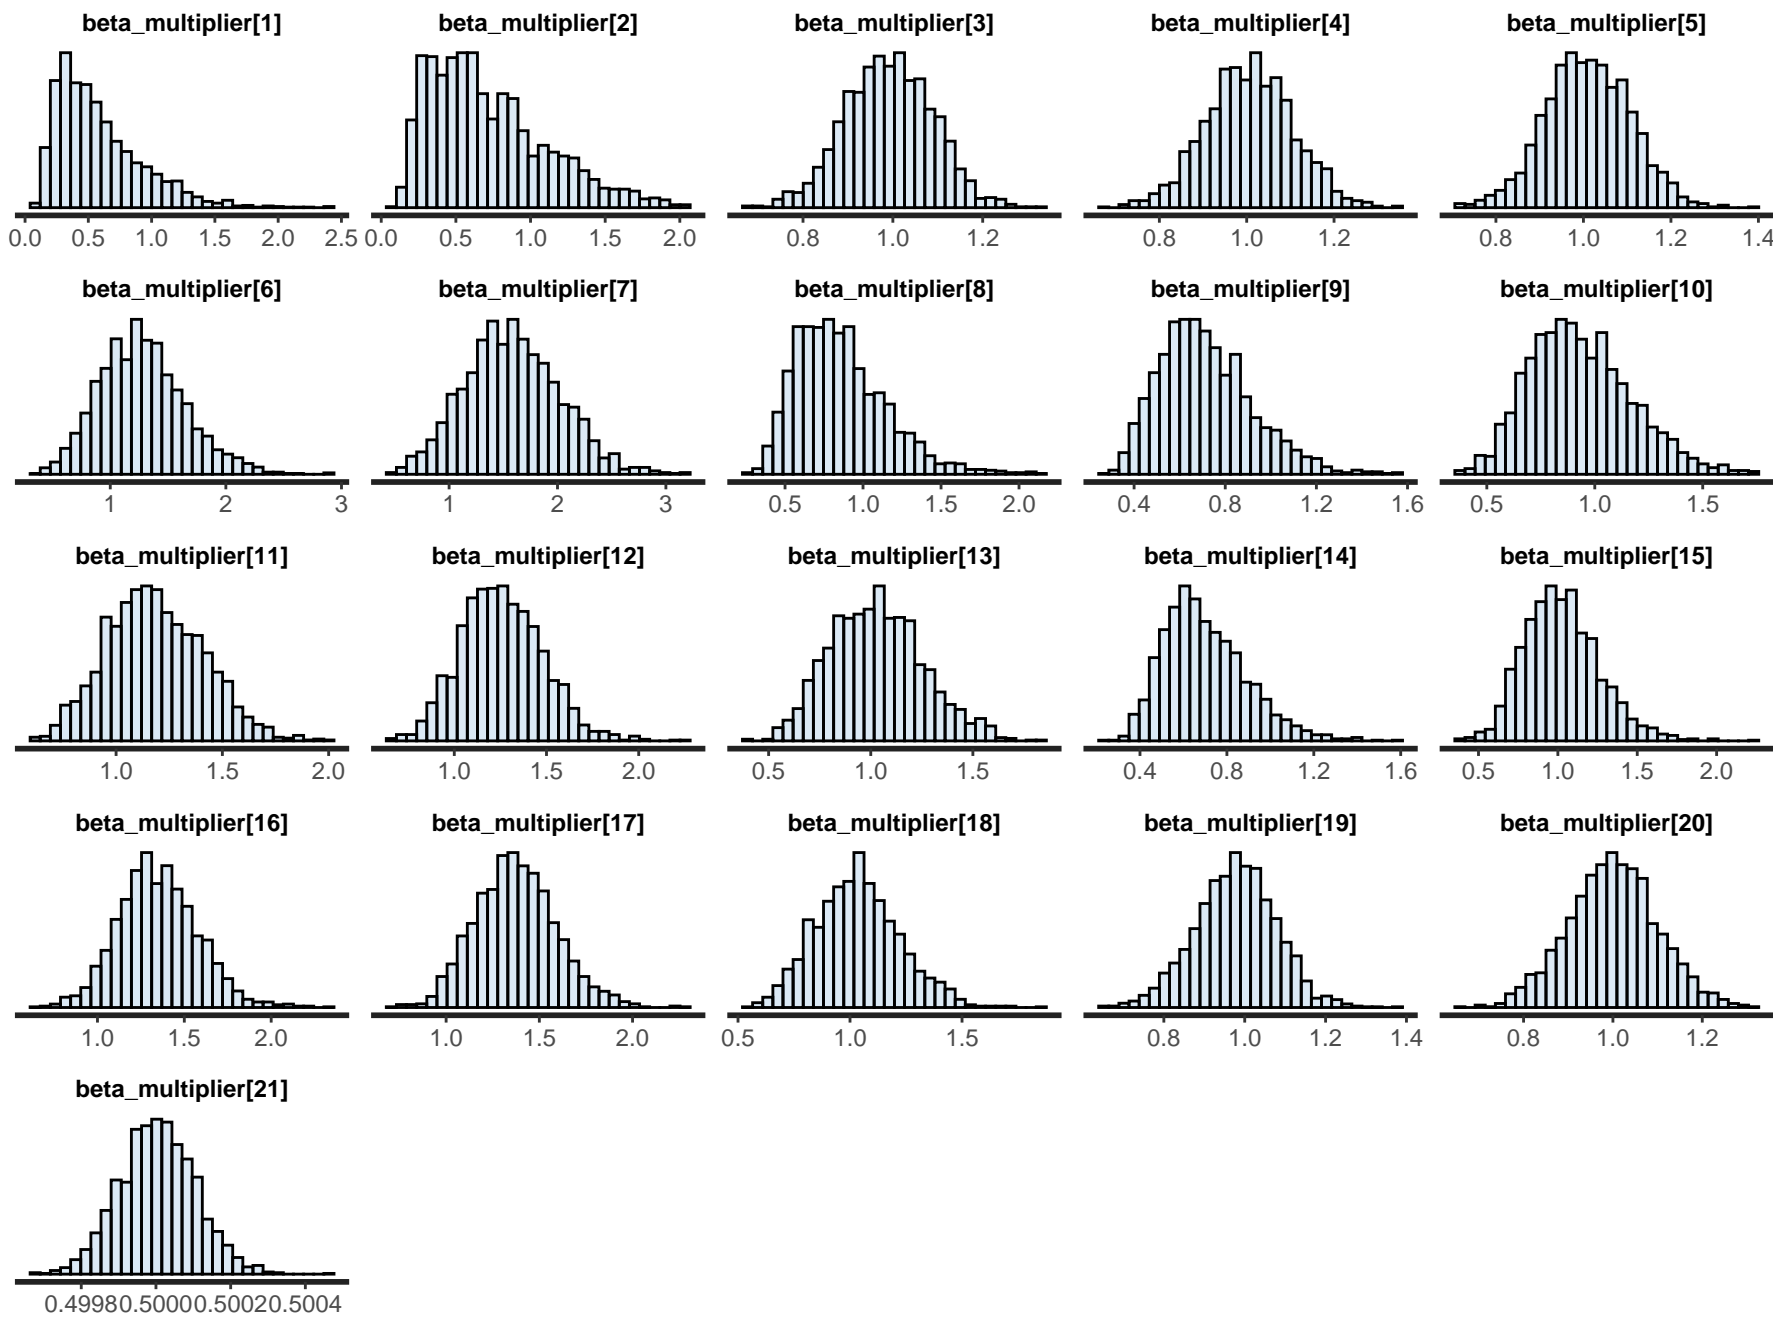 beta_multiplier[1] beta_multiplier[2] beta_multiplier[3] beta_multiplier[4] beta_multiplier[5]
0.0 0.5 1.0 1.5 2.0 2.5 0.0 0.5 1.0 1.5 2.0 0.8 1.0 1.2 0.8 1.0 1.2 0.8 1.0 1.2 1.4
beta_multiplier[6] beta_multiplier[7] beta_multiplier[8] beta_multiplier[9] beta_multiplier[10]
1 2 3 1 2 3 0.5 1.0 1.5 2.0 0.4 0.8 1.2 1.6 0.5 1.0 1.5
beta_multiplier[11] beta_multiplier[12] beta_multiplier[13] beta_multiplier[14] beta_multiplier[15]
1.0 1.5 2.0 1.0 1.5 2.0 0.5 1.0 1.5 0.4 0.8 1.2 1.6 0.5 1.0 1.5 2.0
beta_multiplier[16] beta_multiplier[17] beta_multiplier[18] beta_multiplier[19] beta_multiplier[20]
1.0 1.5 2.0 1.0 1.5 2.0 0.5 1.0 1.5 0.8 1.0 1.2 1.4 0.8 1.0 1.2
beta_multiplier[21]
0.4998 0.5000 0.5002 0.5004